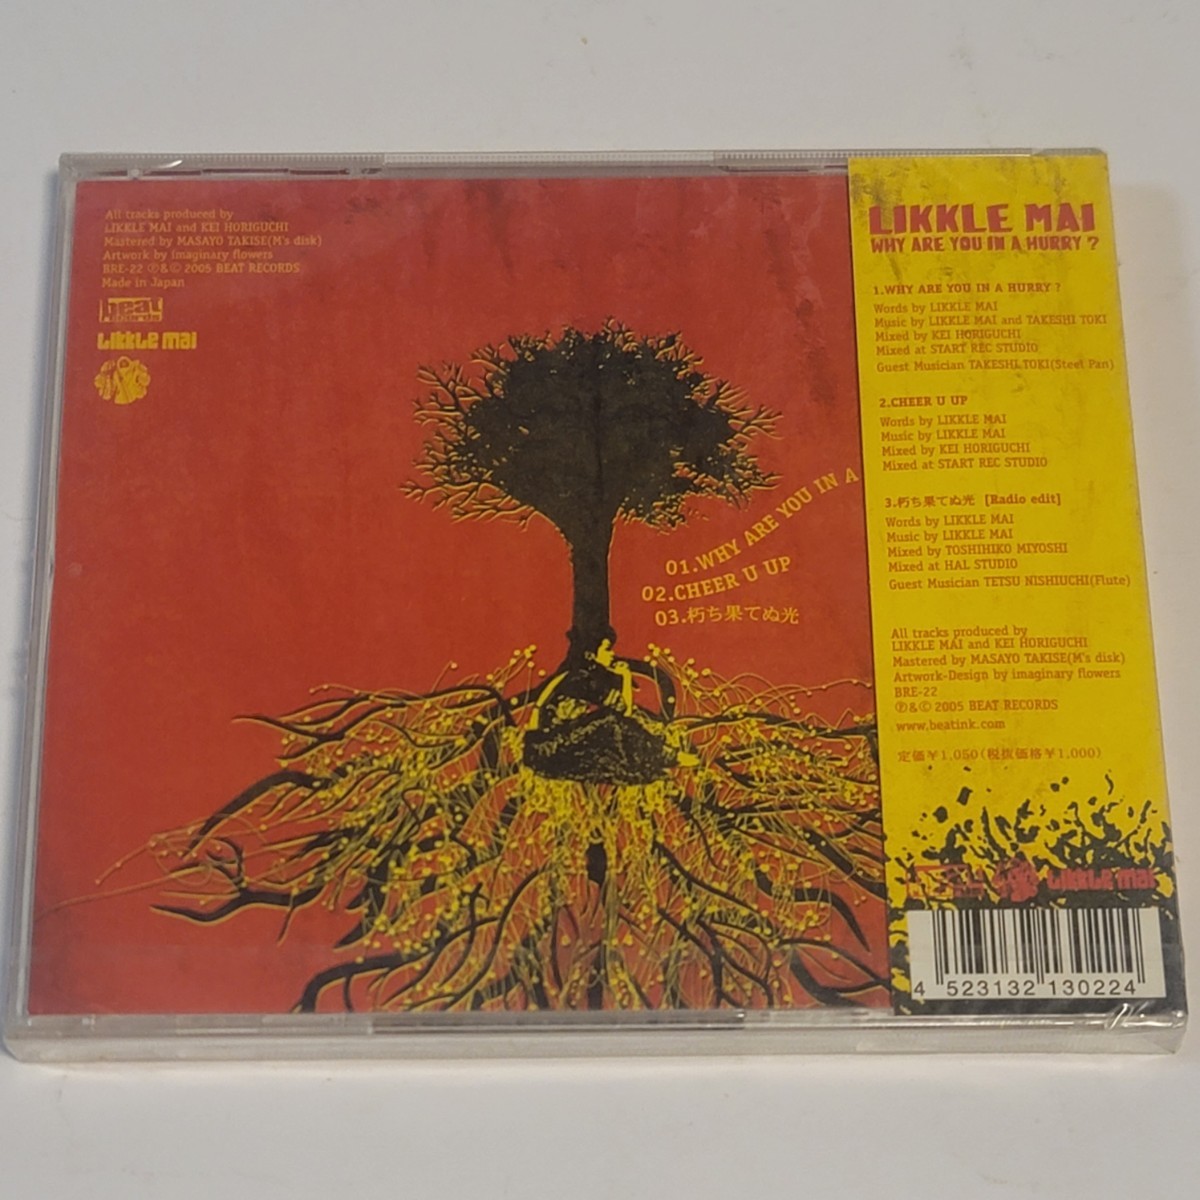 All tracks produced by
LIKKLE MAI and KEI HORIGUCHI
Mastered by MASAYO TAKISE(M's disk)
Artwork by imaginary flowers
BRE-22 ℗&© 2005 BEAT RECORDS
Made in Japan
beat
records
LIKKLE MAI
01.WHY ARE YOU IN A
02.CHEER U UP
03.朽ち果てぬ光
LIKKLE MAI
WHY ARE YOU IN A HURRY ?
1.WHY ARE YOU IN A HURRY ?
Words by LIKKLE MAI
Music by LIKKLE MAI and TAKESHI TOKI
Mixed by KEI HORIGUCHI
Mixed at START REC STUDIO
Guest Musician TAKESHI TOKI(Steel Pan)
2.CHEER U UP
Words by LIKKLE MAI
Music by LIKKLE MAI
Mixed by KEI HORIGUCHI
Mixed at START REC STUDIO
3.朽ち果てぬ光 [Radio edit]
Words by LIKKLE MAI
Music by LIKKLE MAI
Mixed by TOSHIHIKO MIYOSHI
Mixed at HAL STUDIO
Guest Musician TETSU NISHIUCHI(Flute)
All tracks produced by
LIKKLE MAI and KEI HORIGUCHI
Mastered by MASAYO TAKISE(M's disk)
Artwork-Design by imaginary flowers
BRE-22
℗&© 2005 BEAT RECORDS
www.beatink.com
定価¥1,050(税抜価格¥1,000)
LIKKLE MAI
4 523132 130224